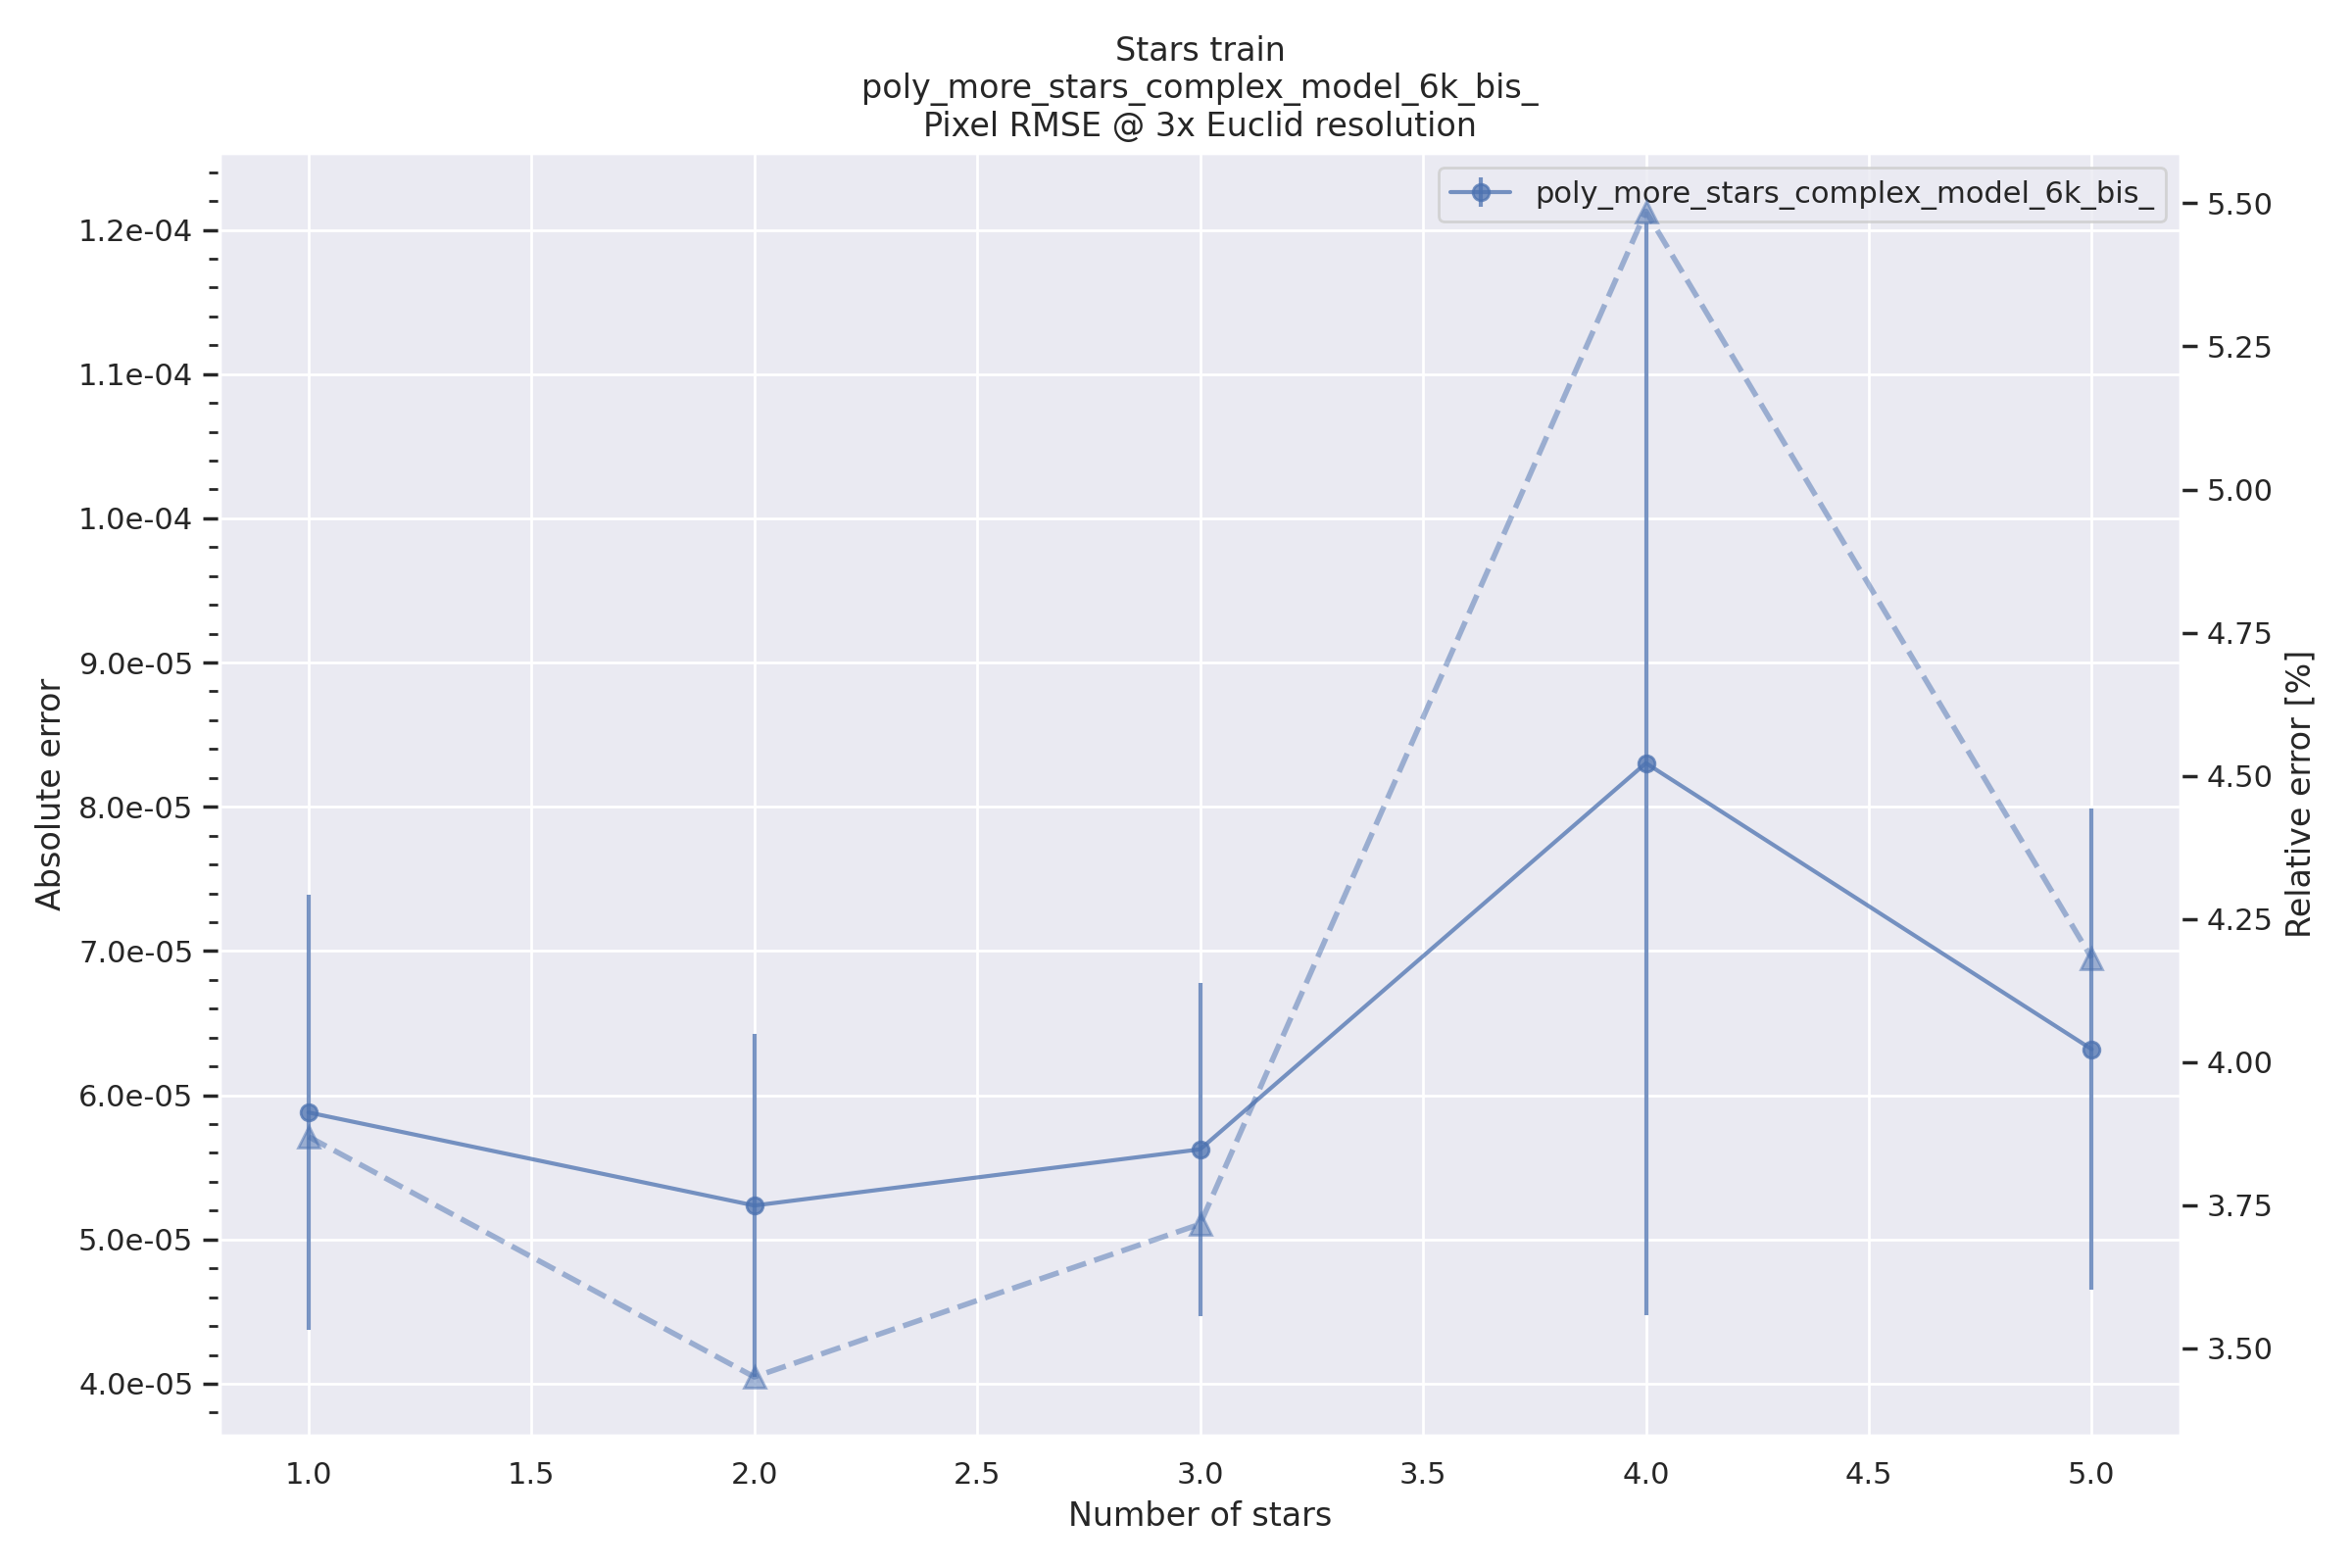 Stars train
poly_more_stars_complex_model_6k_bis_
Pixel RMSE @ 3x Euclid resolution
poly_more_stars_complex_model_6k_bis_
Absolute error
1.2e-04
1.1e-04
1.0e-04
9.0e-05
8.0e-05
7.0e-05
6.0e-05
5.0e-05
4.0e-05
5.50
5.25
5.00
4.75
4.50
4.25
4.00
3.75
3.50
Relative error [%]
1.0 1.5 2.0 2.5 3.0 3.5 4.0 4.5 5.0
Number of stars